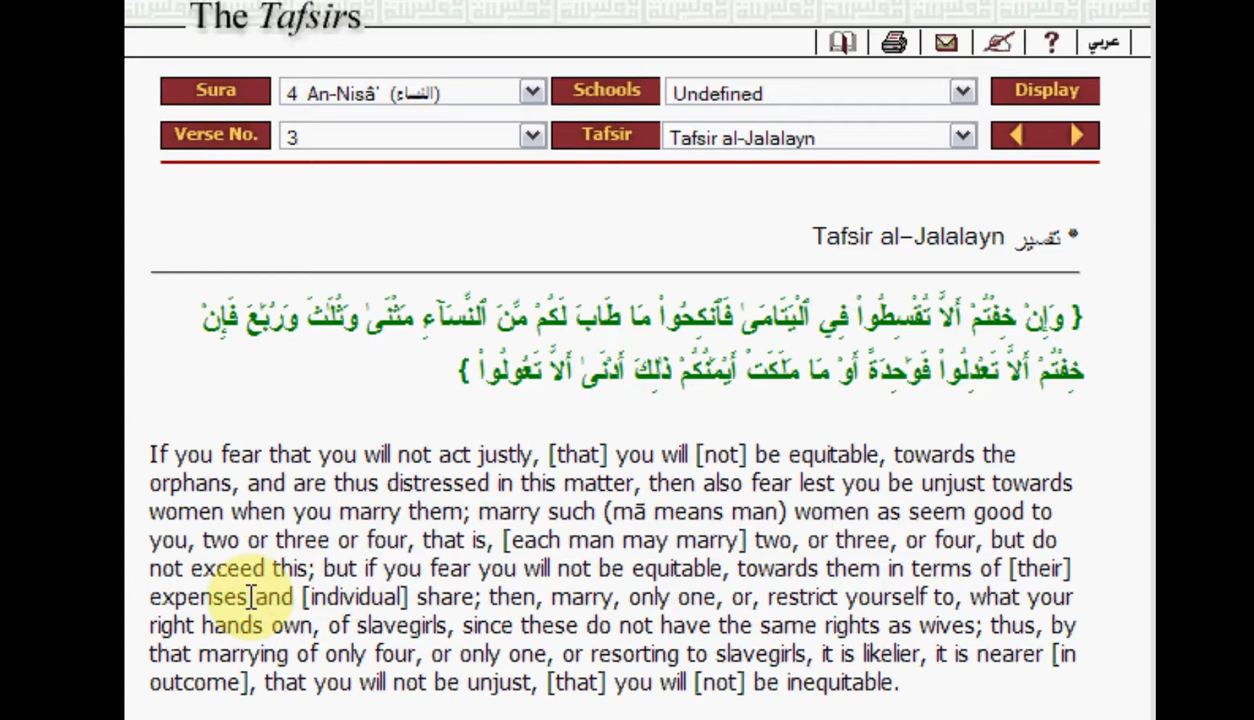 The Tafsirs
?
عربي
Sura
4 An-Nisâ' (النساء)
Schools
Undefined
Display
Verse No.
3
Tafsir
Tafsir al-Jalalayn
* تفسير Tafsir al-Jalalayn
{ وَإِنْ خِفْتُمْ أَلاَّ تُقْسِطُواْ فِي ٱلْيَتَامَىٰ فَٱنكِحُواْ مَا طَابَ لَكُمْ مِّنَ ٱلنِّسَآءِ مَثْنَىٰ وَثُلَٰثَ وَرُبَٰعَ فَإِنْ
خِفْتُمْ أَلاَّ تَعْدِلُواْ فَوَٰحِدَةً أَوْ مَا مَلَكَتْ أَيْمَٰنُكُمْ ذٰلِكَ أَدْنَىٰ أَلاَّ تَعُولُواْ }
If you fear that you will not act justly, [that] you will [not] be equitable, towards the
orphans, and are thus distressed in this matter, then also fear lest you be unjust towards
women when you marry them; marry such (mā means man) women as seem good to
you, two or three or four, that is, [each man may marry] two, or three, or four, but do
not exceed this; but if you fear you will not be equitable, towards them in terms of [their]
expenses and [individual] share; then, marry, only one, or, restrict yourself to, what your
right hands own, of slavegirls, since these do not have the same rights as wives; thus, by
that marrying of only four, or only one, or resorting to slavegirls, it is likelier, it is nearer [in
outcome], that you will not be unjust, [that] you will [not] be inequitable.